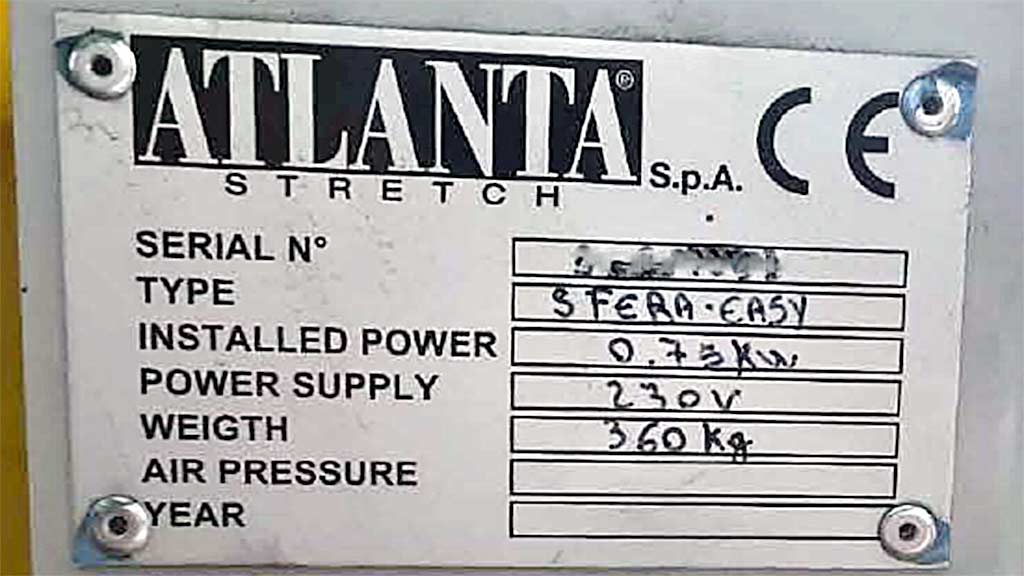 ATLANTA®
STRETCH S.p.A. CE
SERIAL N°
TYPE SFERA-EASY
INSTALLED POWER 0.75Kw
POWER SUPPLY 230V
WEIGTH 360 Kg
AIR PRESSURE
YEAR